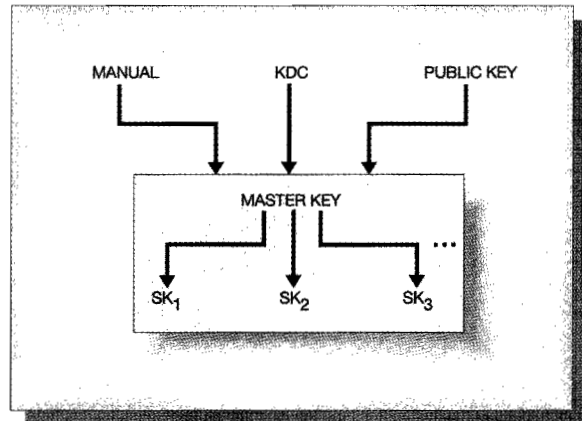 MANUAL KDC PUBLIC KEY
MASTER KEY
...
SK₁ SK₂ SK₃